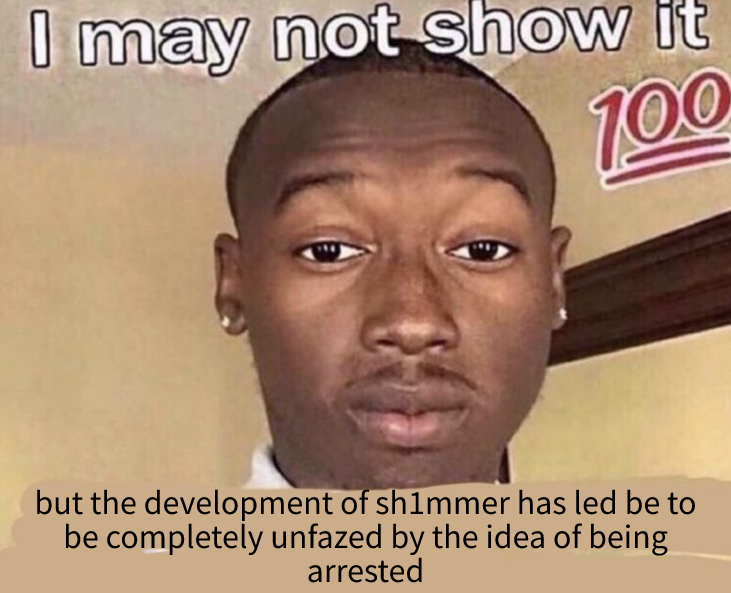 I may not show it
💯
but the development of sh1mmer has led be to
be completely unfazed by the idea of being
arrested